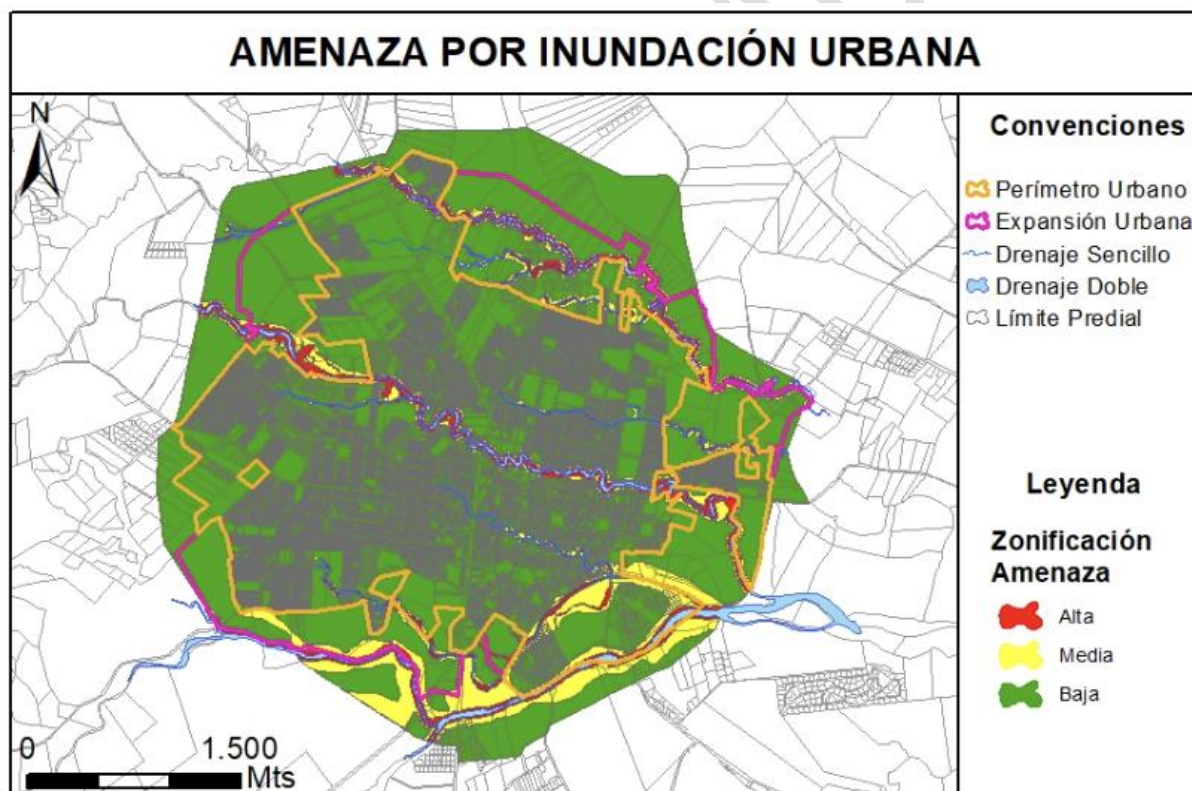 AMENAZA POR INUNDACIÓN URBANA
N
0 1.500
Mts
Convenciones
Perímetro Urbano
Expansión Urbana
Drenaje Sencillo
Drenaje Doble
Límite Predial
Leyenda
Zonificación
Amenaza
Alta
Media
Baja